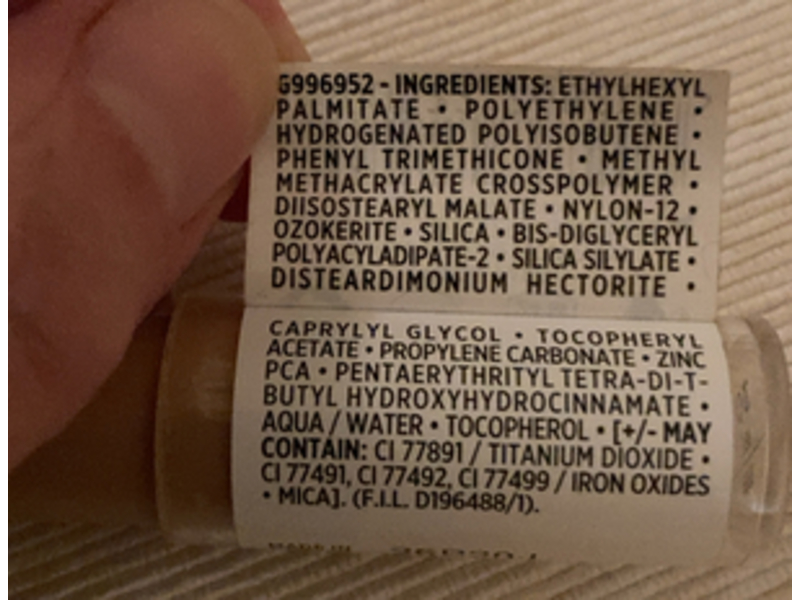 G996952 - INGREDIENTS: ETHYLHEXYL
PALMITATE • POLYETHYLENE •
HYDROGENATED POLYISOBUTENE •
PHENYL TRIMETHICONE • METHYL
METHACRYLATE CROSSPOLYMER •
DIISOSTEARYL MALATE • NYLON-12 •
OZOKERITE • SILICA • BIS-DIGLYCERYL
POLYACYLADIPATE-2 • SILICA SILYLATE •
DISTEARDIMONIUM HECTORITE •
CAPRYLYL GLYCOL • TOCOPHERYL
ACETATE • PROPYLENE CARBONATE • ZINC
PCA • PENTAERYTHRITYL TETRA-DI-T-
BUTYL HYDROXYHYDROCINNAMATE •
AQUA / WATER • TOCOPHEROL • [+/- MAY
CONTAIN: CI 77891 / TITANIUM DIOXIDE •
CI 77491, CI 77492, CI 77499 / IRON OXIDES
• MICA]. (F.I.L. D196488/1).